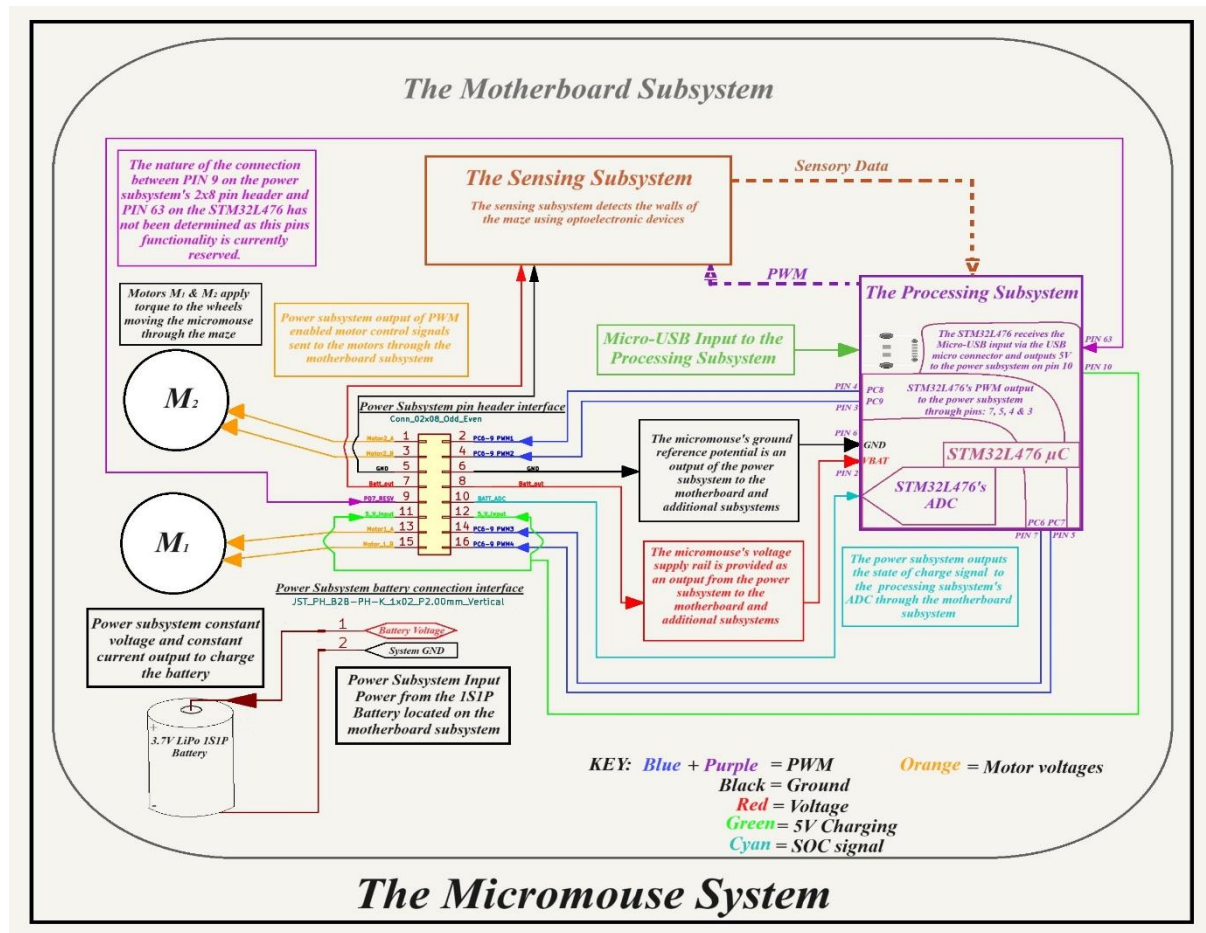 The Motherboard Subsystem
The nature of the connection
between PIN 9 on the power
subsystem's 2x8 pin header and
PIN 63 on the STM32L476 has
not been determined as this pins
functionality is currently
reserved.
The Sensing Subsystem
The sensing subsystem detects the walls of
the maze using optoelectronic devices
Sensory Data
PWM
Motors M1 & M2 apply
torque to the wheels
moving the micromouse
through the maze
Power subsystem output of PWM
enabled motor control signals
sent to the motors through the
motherboard subsystem
Micro-USB Input to the
Processing Subsystem
The Processing Subsystem
The STM32L476 receives the
Micro-USB input via the USB
micro connector and outputs 5V
to the power subsystem on pin 10
PIN 63
PIN 10
STM32L476's PWM output
to the power subsystem
through pins: 7, 5, 4 & 3
PIN 4
PC8
PIN 3
PC9
PIN 6
GND
VBAT
PIN 2
STM32L476 μC
STM32L476's
ADC
PC6 PC7
PIN 7
PIN 5
M2
M1
Power Subsystem pin header interface
Conn_02x08_Odd_Even
Motor2_A 1 2 PC6-9 PWM1
Motor2_B 3 4 PC6-9 PWM2
GND 5 6 GND
Batt_out 7 8 Batt_out
PD7_RESV 9 10 BATT_ADC
5_V_Input 11 12 5_V_Input
Motor1_A 13 14 PC6-9 PWM3
Motor_1_B 15 16 PC6-9 PWM4
The micromouse's ground
reference potential is an
output of the power
subsystem to the
motherboard and
additional subsystems
The micromouse's voltage
supply rail is provided as
an output from the power
subsystem to the
motherboard and
additional subsystems
The power subsystem outputs
the state of charge signal to
the processing subsystem's
ADC through the motherboard
subsystem
Power Subsystem battery connection interface
JST_PH_B2B-PH-K_1x02_P2.00mm_Vertical
1 Battery Voltage
2 System GND
Power subsystem constant
voltage and constant
current output to charge
the battery
Power Subsystem Input
Power from the 1S1P
Battery located on the
motherboard subsystem
+
3.7V LiPo 1S1P
Battery
-
KEY: Blue + Purple = PWM
Black = Ground
Red = Voltage
Green = 5V Charging
Cyan = SOC signal
Orange = Motor voltages
The Micromouse System